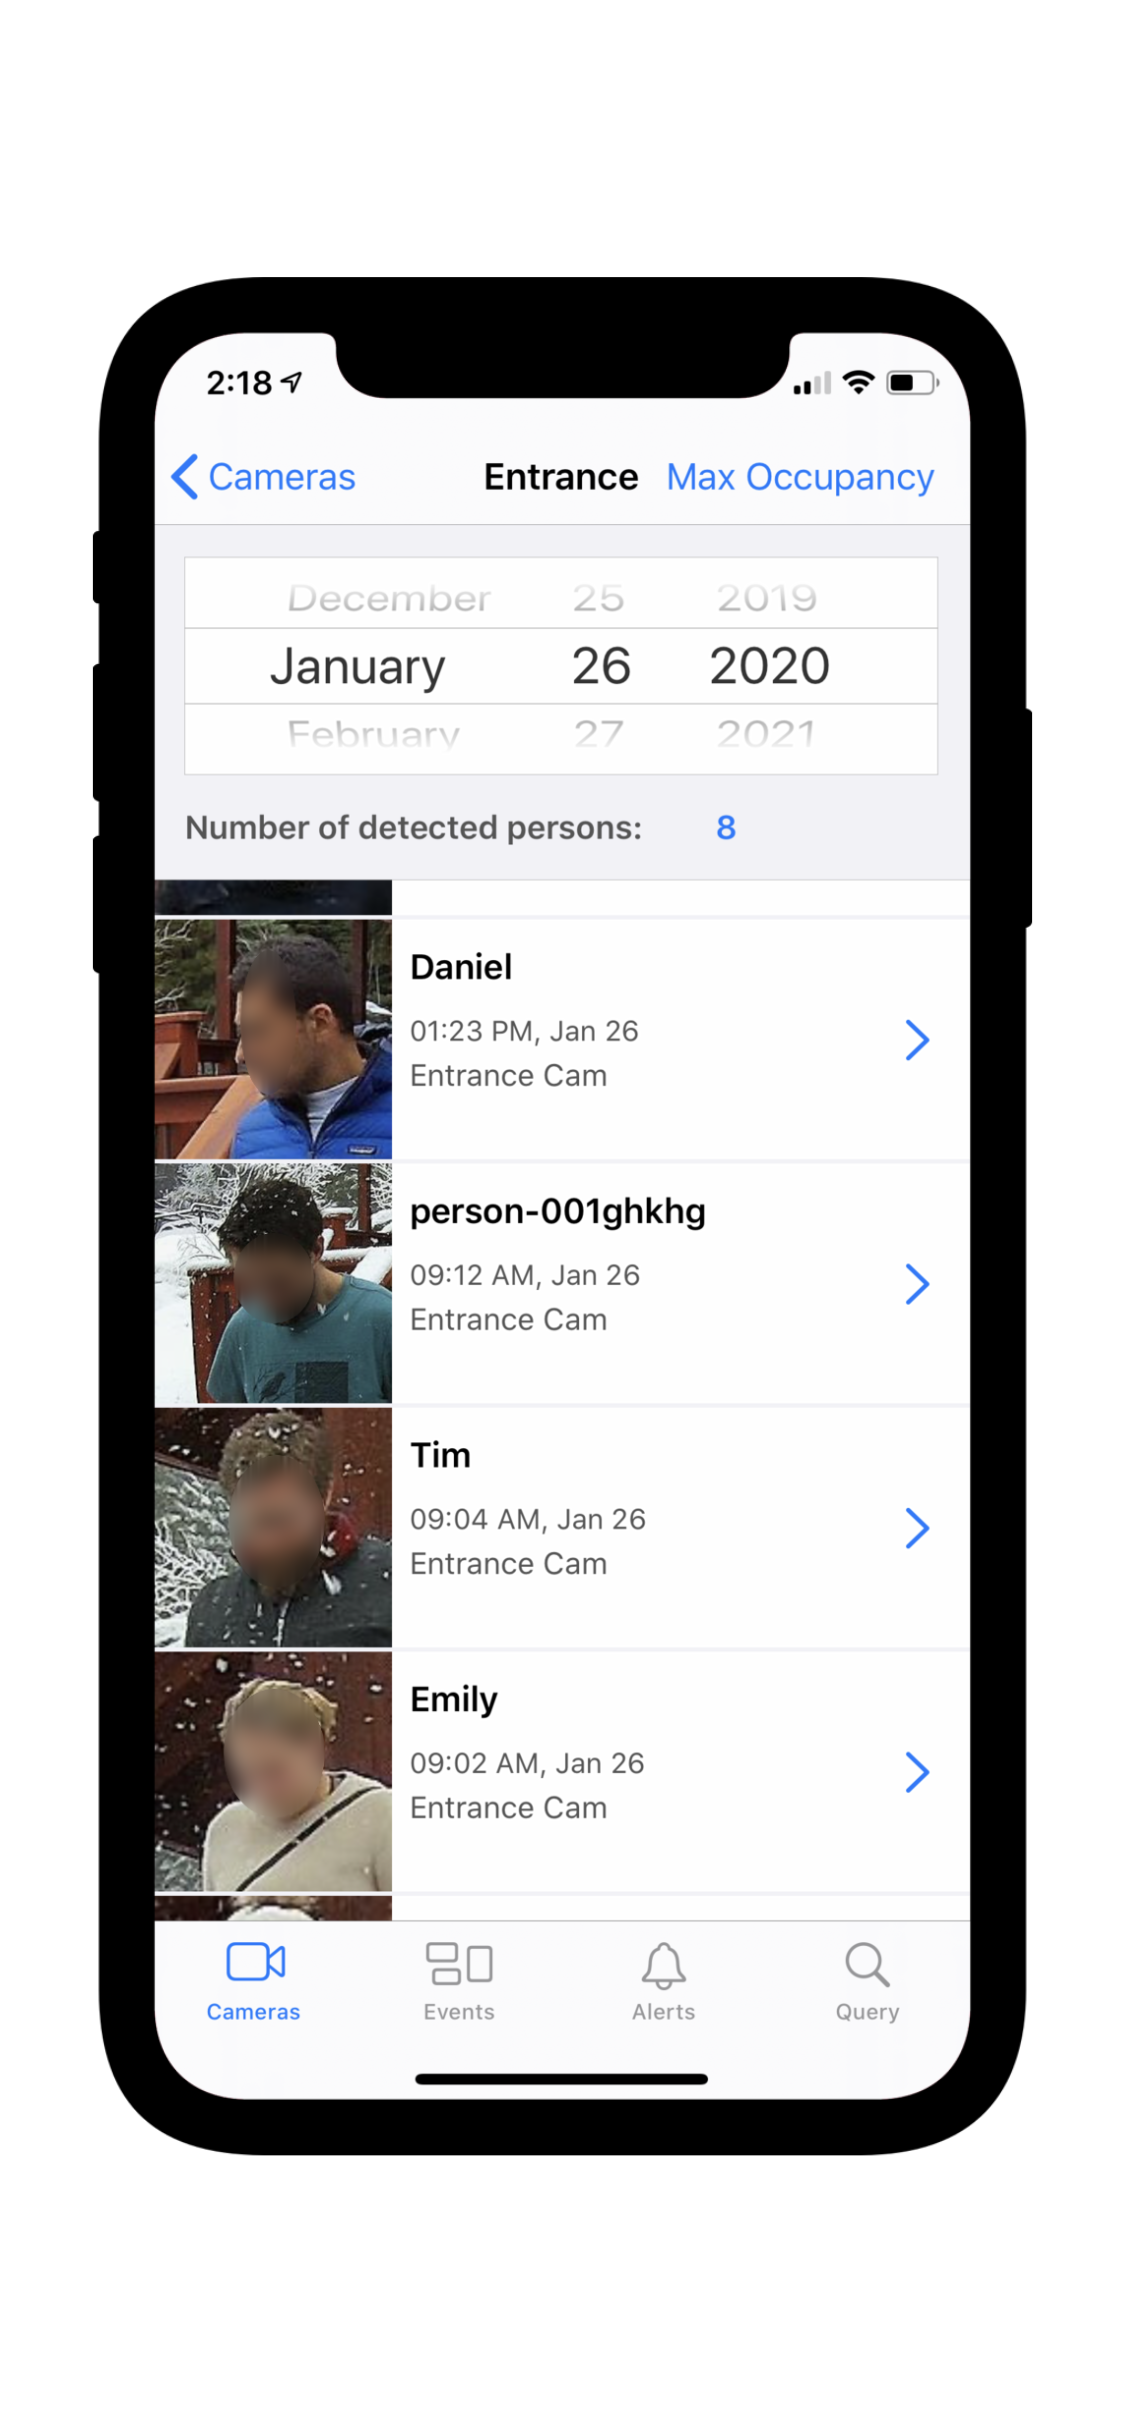 2:18
Cameras Entrance Max Occupancy
December 25 2019
January 26 2020
February 27 2021
Number of detected persons: 8
Daniel
01:23 PM, Jan 26
Entrance Cam
person-001ghkhg
09:12 AM, Jan 26
Entrance Cam
Tim
09:04 AM, Jan 26
Entrance Cam
Emily
09:02 AM, Jan 26
Entrance Cam
Cameras Events Alerts Query